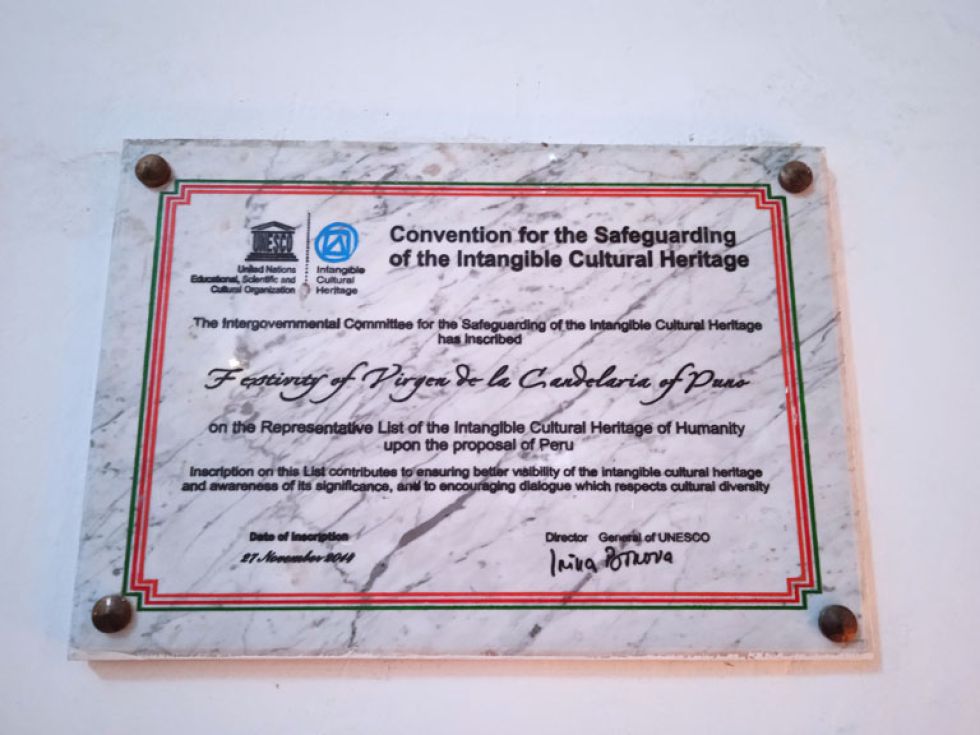 UNESCO
United Nations
Educational, Scientific and
Cultural Organization
Intangible
Cultural
Heritage
Convention for the Safeguarding
of the Intangible Cultural Heritage
The Intergovernmental Committee for the Safeguarding of the Intangible Cultural Heritage
has inscribed
Festivity of Virgen de la Candelaria of Puno
on the Representative List of the Intangible Cultural Heritage of Humanity
upon the proposal of Peru
Inscription on this List contributes to ensuring better visibility of the intangible cultural heritage
and awareness of its significance, and to encouraging dialogue which respects cultural diversity
Date of Inscription
27 November 2014
Director General of UNESCO
Irina Bokova